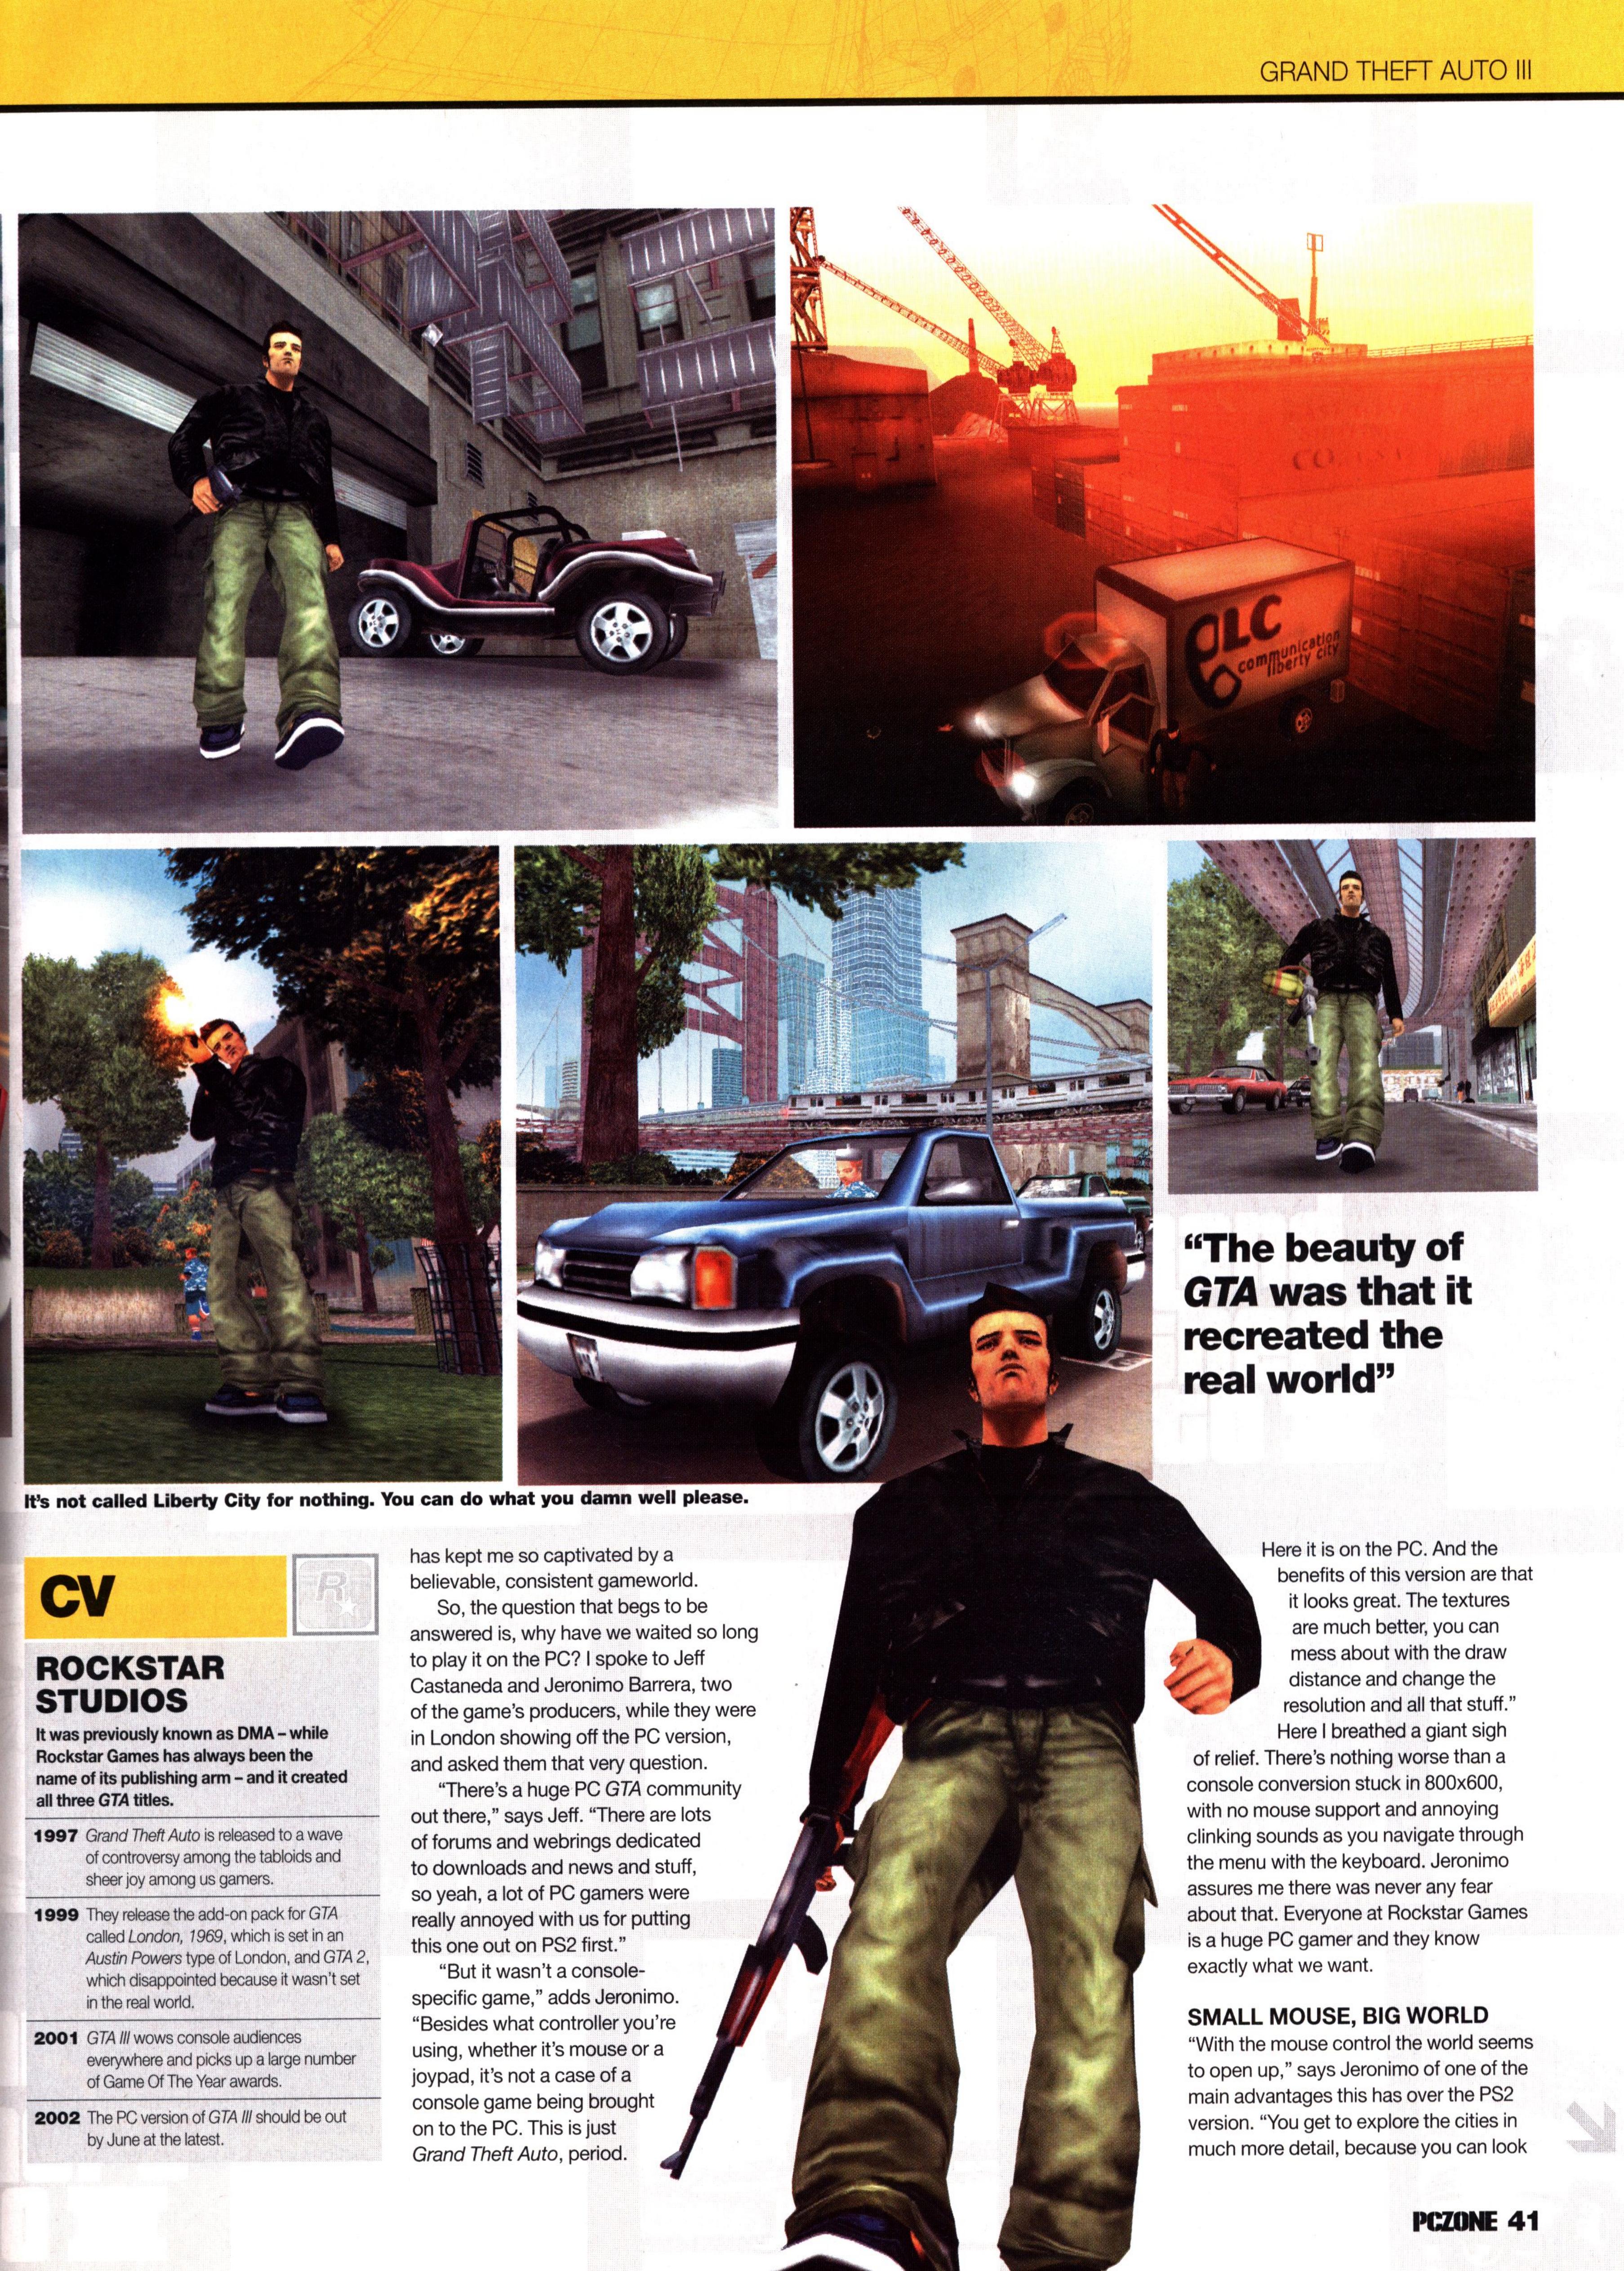 GRAND THEFT AUTO III
CLC
communication
liberty city
"The beauty of
GTA was that it
recreated the
real world"
It's not called Liberty City for nothing. You can do what you damn well please.
CV
R
ROCKSTAR
STUDIOS
It was previously known as DMA – while
Rockstar Games has always been the
name of its publishing arm – and it created
all three GTA titles.
1997 Grand Theft Auto is released to a wave
of controversy among the tabloids and
sheer joy among us gamers.
1999 They release the add-on pack for GTA
called London, 1969, which is set in an
Austin Powers type of London, and GTA 2,
which disappointed because it wasn't set
in the real world.
2001 GTA III wows console audiences
everywhere and picks up a large number
of Game Of The Year awards.
2002 The PC version of GTA III should be out
by June at the latest.
has kept me so captivated by a
believable, consistent gameworld.
So, the question that begs to be
answered is, why have we waited so long
to play it on the PC? I spoke to Jeff
Castaneda and Jeronimo Barrera, two
of the game's producers, while they were
in London showing off the PC version,
and asked them that very question.
"There's a huge PC GTA community
out there," says Jeff. "There are lots
of forums and webrings dedicated
to downloads and news and stuff,
so yeah, a lot of PC gamers were
really annoyed with us for putting
this one out on PS2 first."
"But it wasn't a console-
specific game," adds Jeronimo.
"Besides what controller you're
using, whether it's mouse or a
joypad, it's not a case of a
console game being brought
on to the PC. This is just
Grand Theft Auto, period.
Here it is on the PC. And the
benefits of this version are that
it looks great. The textures
are much better, you can
mess about with the draw
distance and change the
resolution and all that stuff."
Here I breathed a giant sigh
of relief. There's nothing worse than a
console conversion stuck in 800x600,
with no mouse support and annoying
clinking sounds as you navigate through
the menu with the keyboard. Jeronimo
assures me there was never any fear
about that. Everyone at Rockstar Games
is a huge PC gamer and they know
exactly what we want.
SMALL MOUSE, BIG WORLD
"With the mouse control the world seems
to open up," says Jeronimo of one of the
main advantages this has over the PS2
version. "You get to explore the cities in
much more detail, because you can look
PCZONE 41